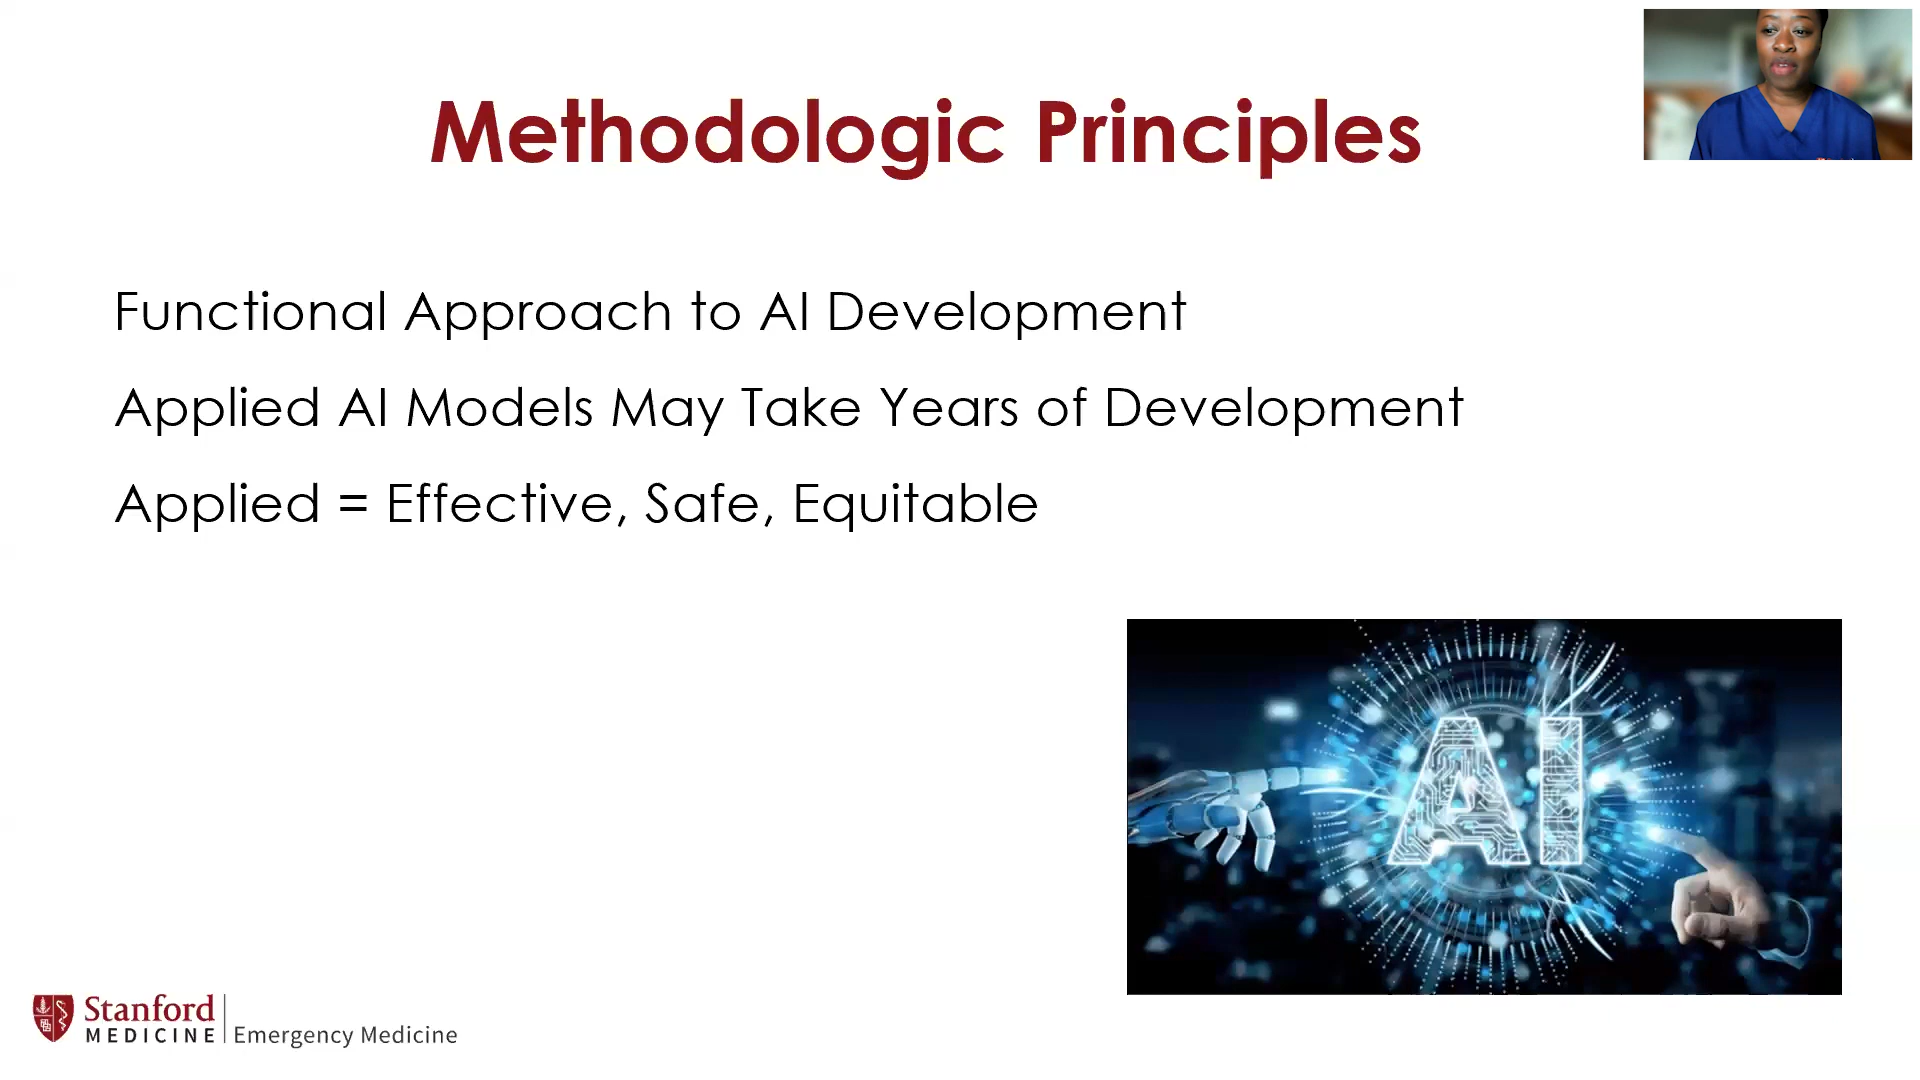 Methodologic Principles
Functional Approach to AI Development
Applied AI Models May Take Years of Development
Applied = Effective, Safe, Equitable
AI
Stanford
MEDICINE
Emergency Medicine